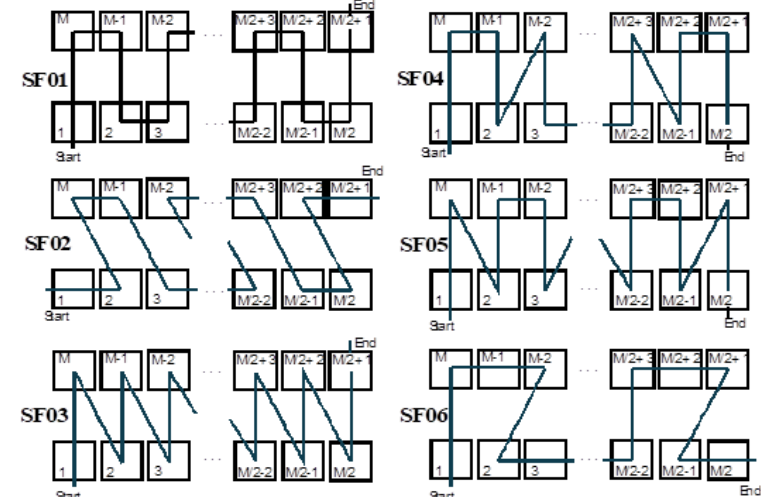 End
M M-1 M-2 ... M/2+3 M/2+2 M/2+1
SF01
1 2 3 ... M/2-2 M/2-1 M/2
Start
M M-1 M-2 ... M/2+3 M/2+2 M/2+1
SF04
1 2 3 ... M/2-2 M/2-1 M/2
Start End
End
M M-1 M-2 ... M/2+3 M/2+2 M/2+1
SF02
1 2 3 ... M/2-2 M/2-1 M/2
Start
M M-1 M-2 ... M/2+3 M/2+2 M/2+1
SF05
1 2 3 ... M/2-2 M/2-1 M/2
Start End
End
M M-1 M-2 ... M/2+3 M/2+2 M/2+1
SF03
1 2 3 ... M/2-2 M/2-1 M/2
Start
M M-1 M-2 ... M/2+3 M/2+2 M/2+1
SF06
1 2 3 ... M/2-2 M/2-1 M/2
Start End